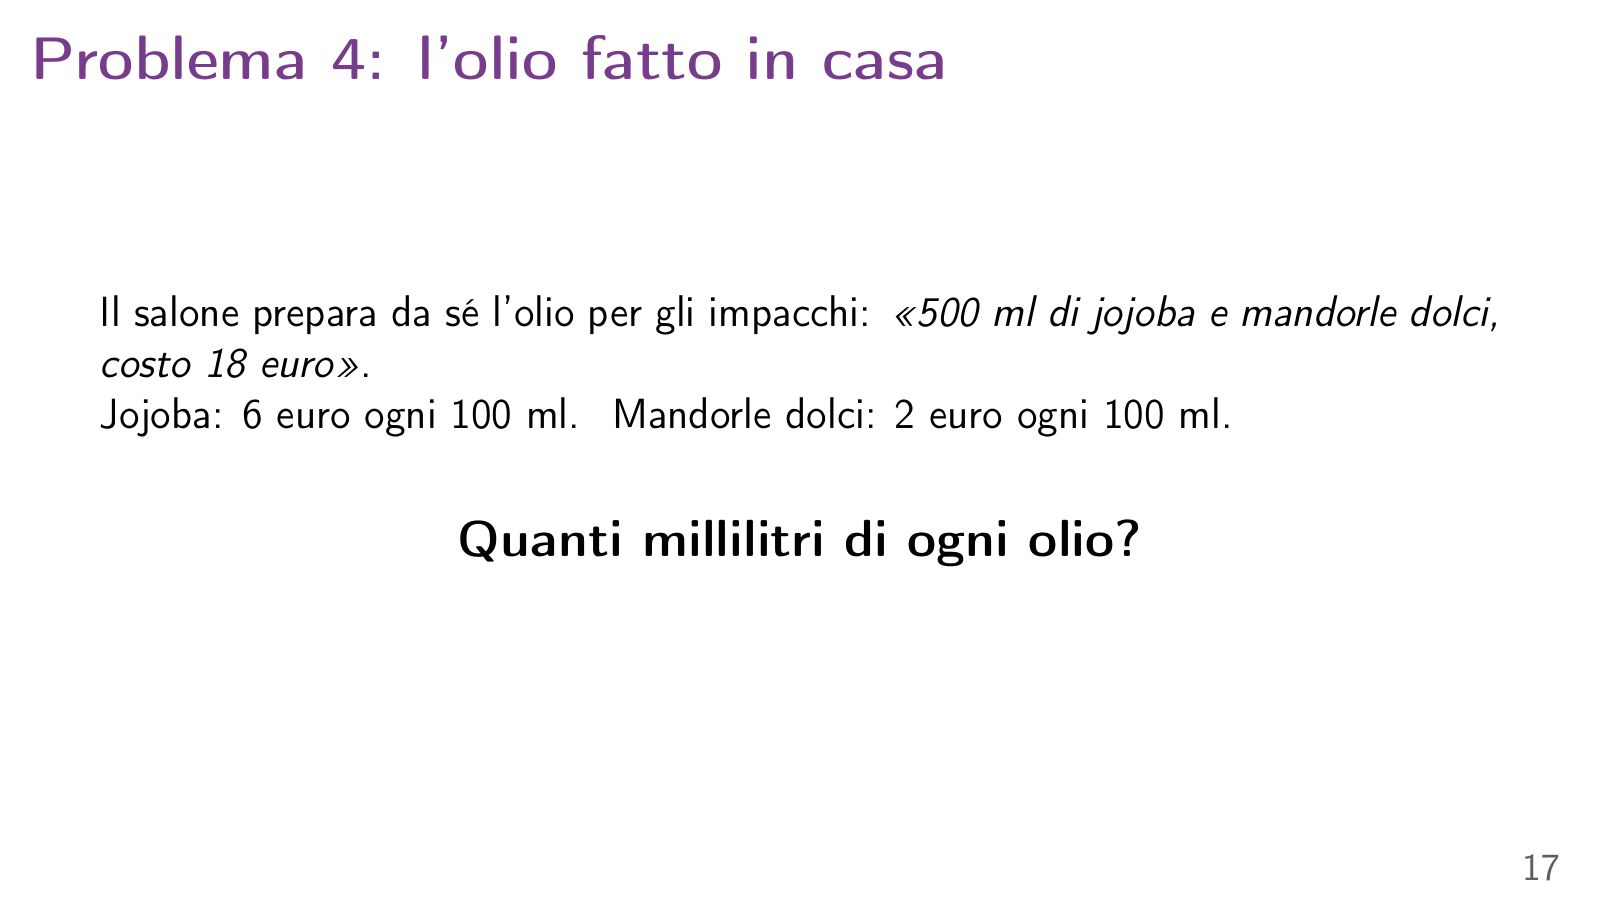 Problema 4: l’olio fatto in casa
Il salone prepara da sé l’olio per gli impacchi: «500 ml di jojoba e mandorle dolci,
costo 18 euro».
Jojoba: 6 euro ogni 100 ml. Mandorle dolci: 2 euro ogni 100 ml.
Quanti millilitri di ogni olio?
17